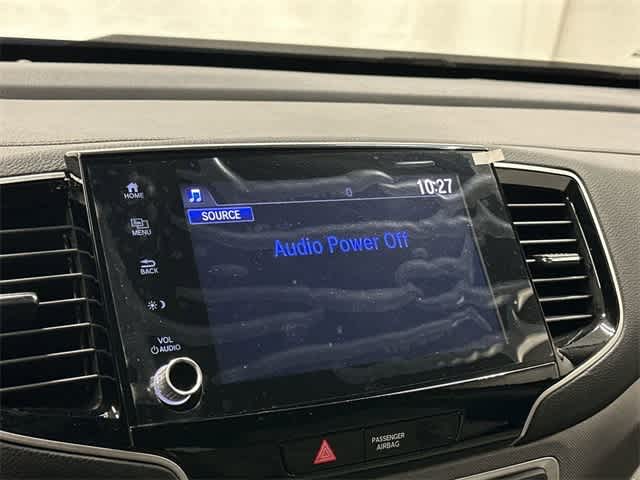 10:27
HOME
SOURCE
Audio Power Off
MENU
BACK
VOL
AUDIO
PASSENGER
AIRBAG